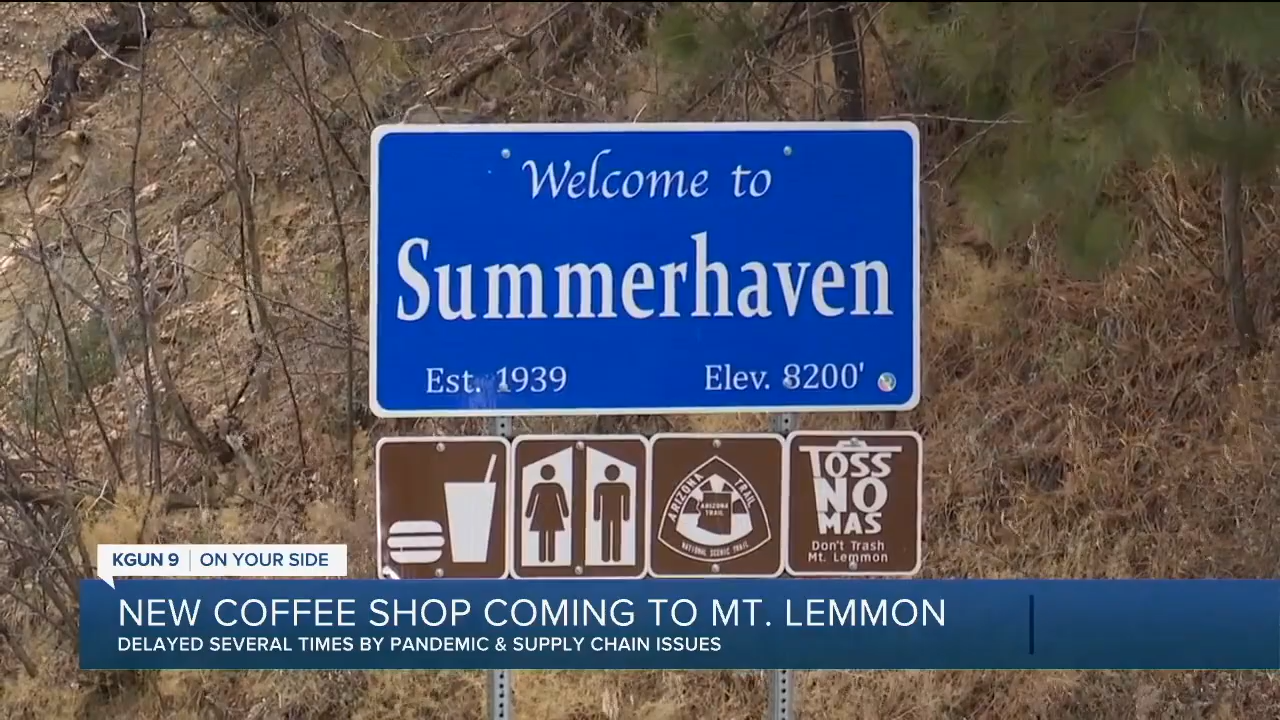 Welcome to
Summerhaven
Est. 1939
Elev. 8200'
ARIZONA TRAIL
ARIZONA
TRAIL
NATIONAL SCENIC TRAIL
TOSS
NO
MAS
Don't Trash
Mt. Lemmon
KGUN 9 | ON YOUR SIDE
NEW COFFEE SHOP COMING TO MT. LEMMON
DELAYED SEVERAL TIMES BY PANDEMIC & SUPPLY CHAIN ISSUES